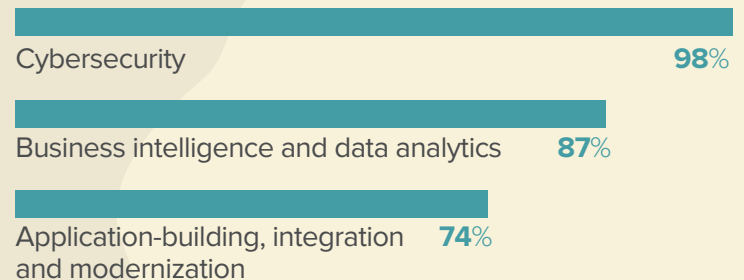 Cybersecurity 98%
Business intelligence and data analytics 87%
Application-building, integration 74%
and modernization